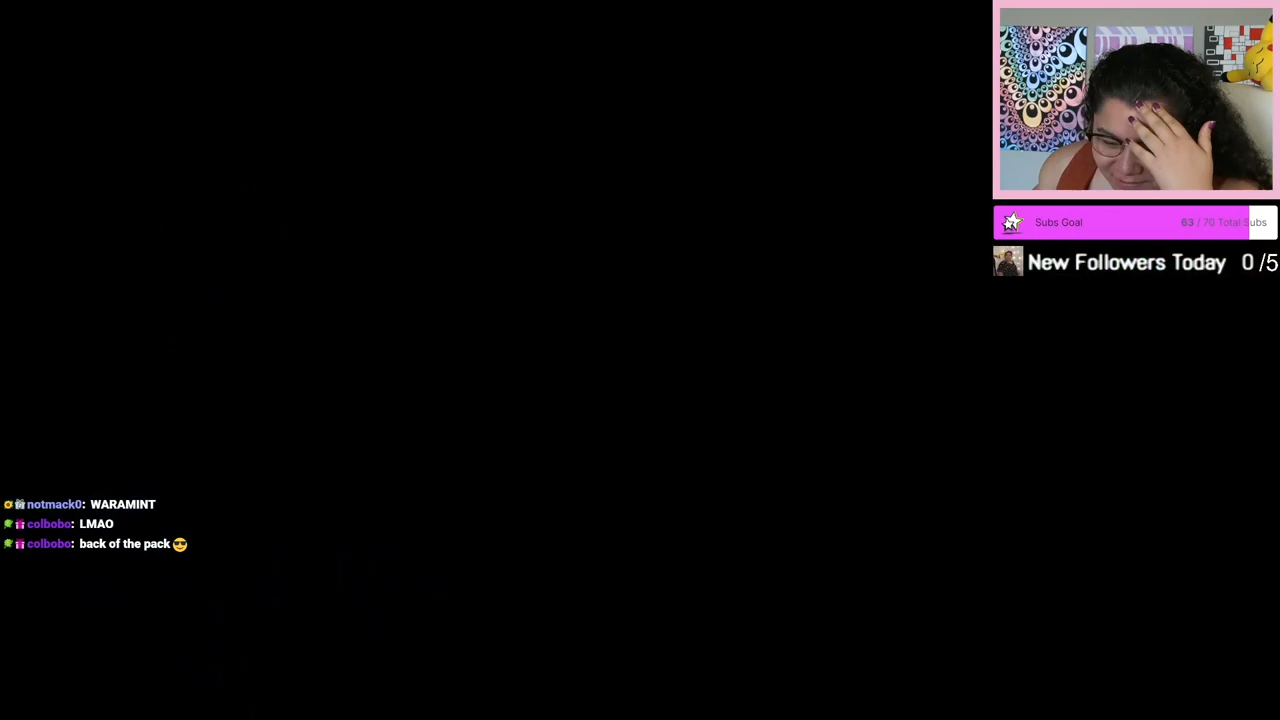 Subs Goal 63 / 70 Total Subs
New Followers Today 0 /5
notmack0: WARAMINT
colbobo: LMAO
colbobo: back of the pack 😎